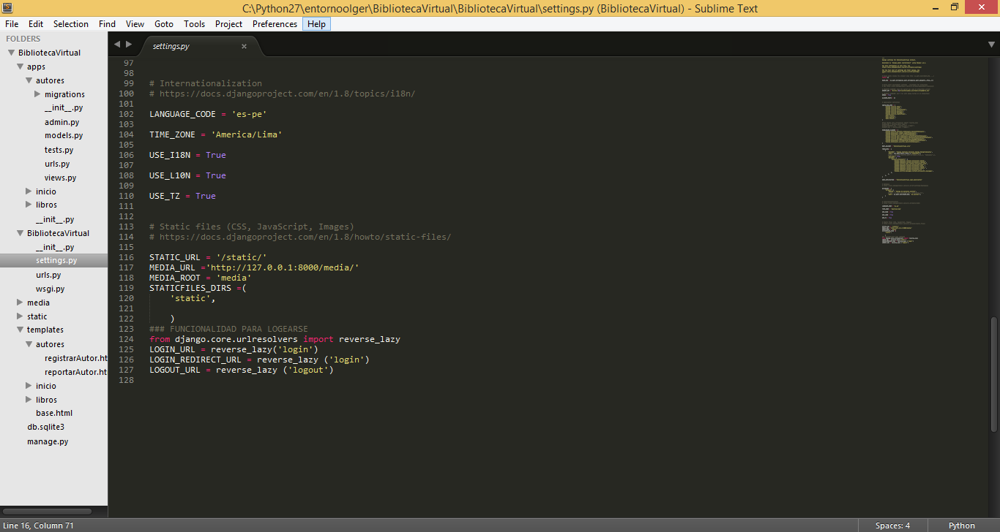 C:\Python27\entornoolger\BibliotecaVirtual\BibliotecaVirtual\settings.py (BibliotecaVirtual) - Sublime Text
File Edit Selection Find View Goto Tools Project Preferences Help
FOLDERS
BibliotecaVirtual
apps
autores
migrations
__init__.py
admin.py
models.py
tests.py
urls.py
views.py
inicio
libros
__init__.py
BibliotecaVirtual
__init__.py
settings.py
urls.py
wsgi.py
media
static
templates
autores
registrarAutor.ht
reportarAutor.ht
inicio
libros
base.html
db.sqlite3
manage.py
settings.py ×
97
98
99 # Internationalization
100 # https://docs.djangoproject.com/en/1.8/topics/i18n/
101
102 LANGUAGE_CODE = 'es-pe'
103
104 TIME_ZONE = 'America/Lima'
105
106 USE_I18N = True
107
108 USE_L10N = True
109
110 USE_TZ = True
111
112
113 # Static files (CSS, JavaScript, Images)
114 # https://docs.djangoproject.com/en/1.8/howto/static-files/
115
116 STATIC_URL = '/static/'
117 MEDIA_URL ='http://127.0.0.1:8000/media/'
118 MEDIA_ROOT = 'media'
119 STATICFILES_DIRS =(
120     'static',
121
122     )
123 ### FUNCIONALIDAD PARA LOGEARSE
124 from django.core.urlresolvers import reverse_lazy
125 LOGIN_URL = reverse_lazy('login')
126 LOGIN_REDIRECT_URL = reverse_lazy ('login')
127 LOGOUT_URL = reverse_lazy ('logout')
128
Line 16, Column 71
Spaces: 4
Python